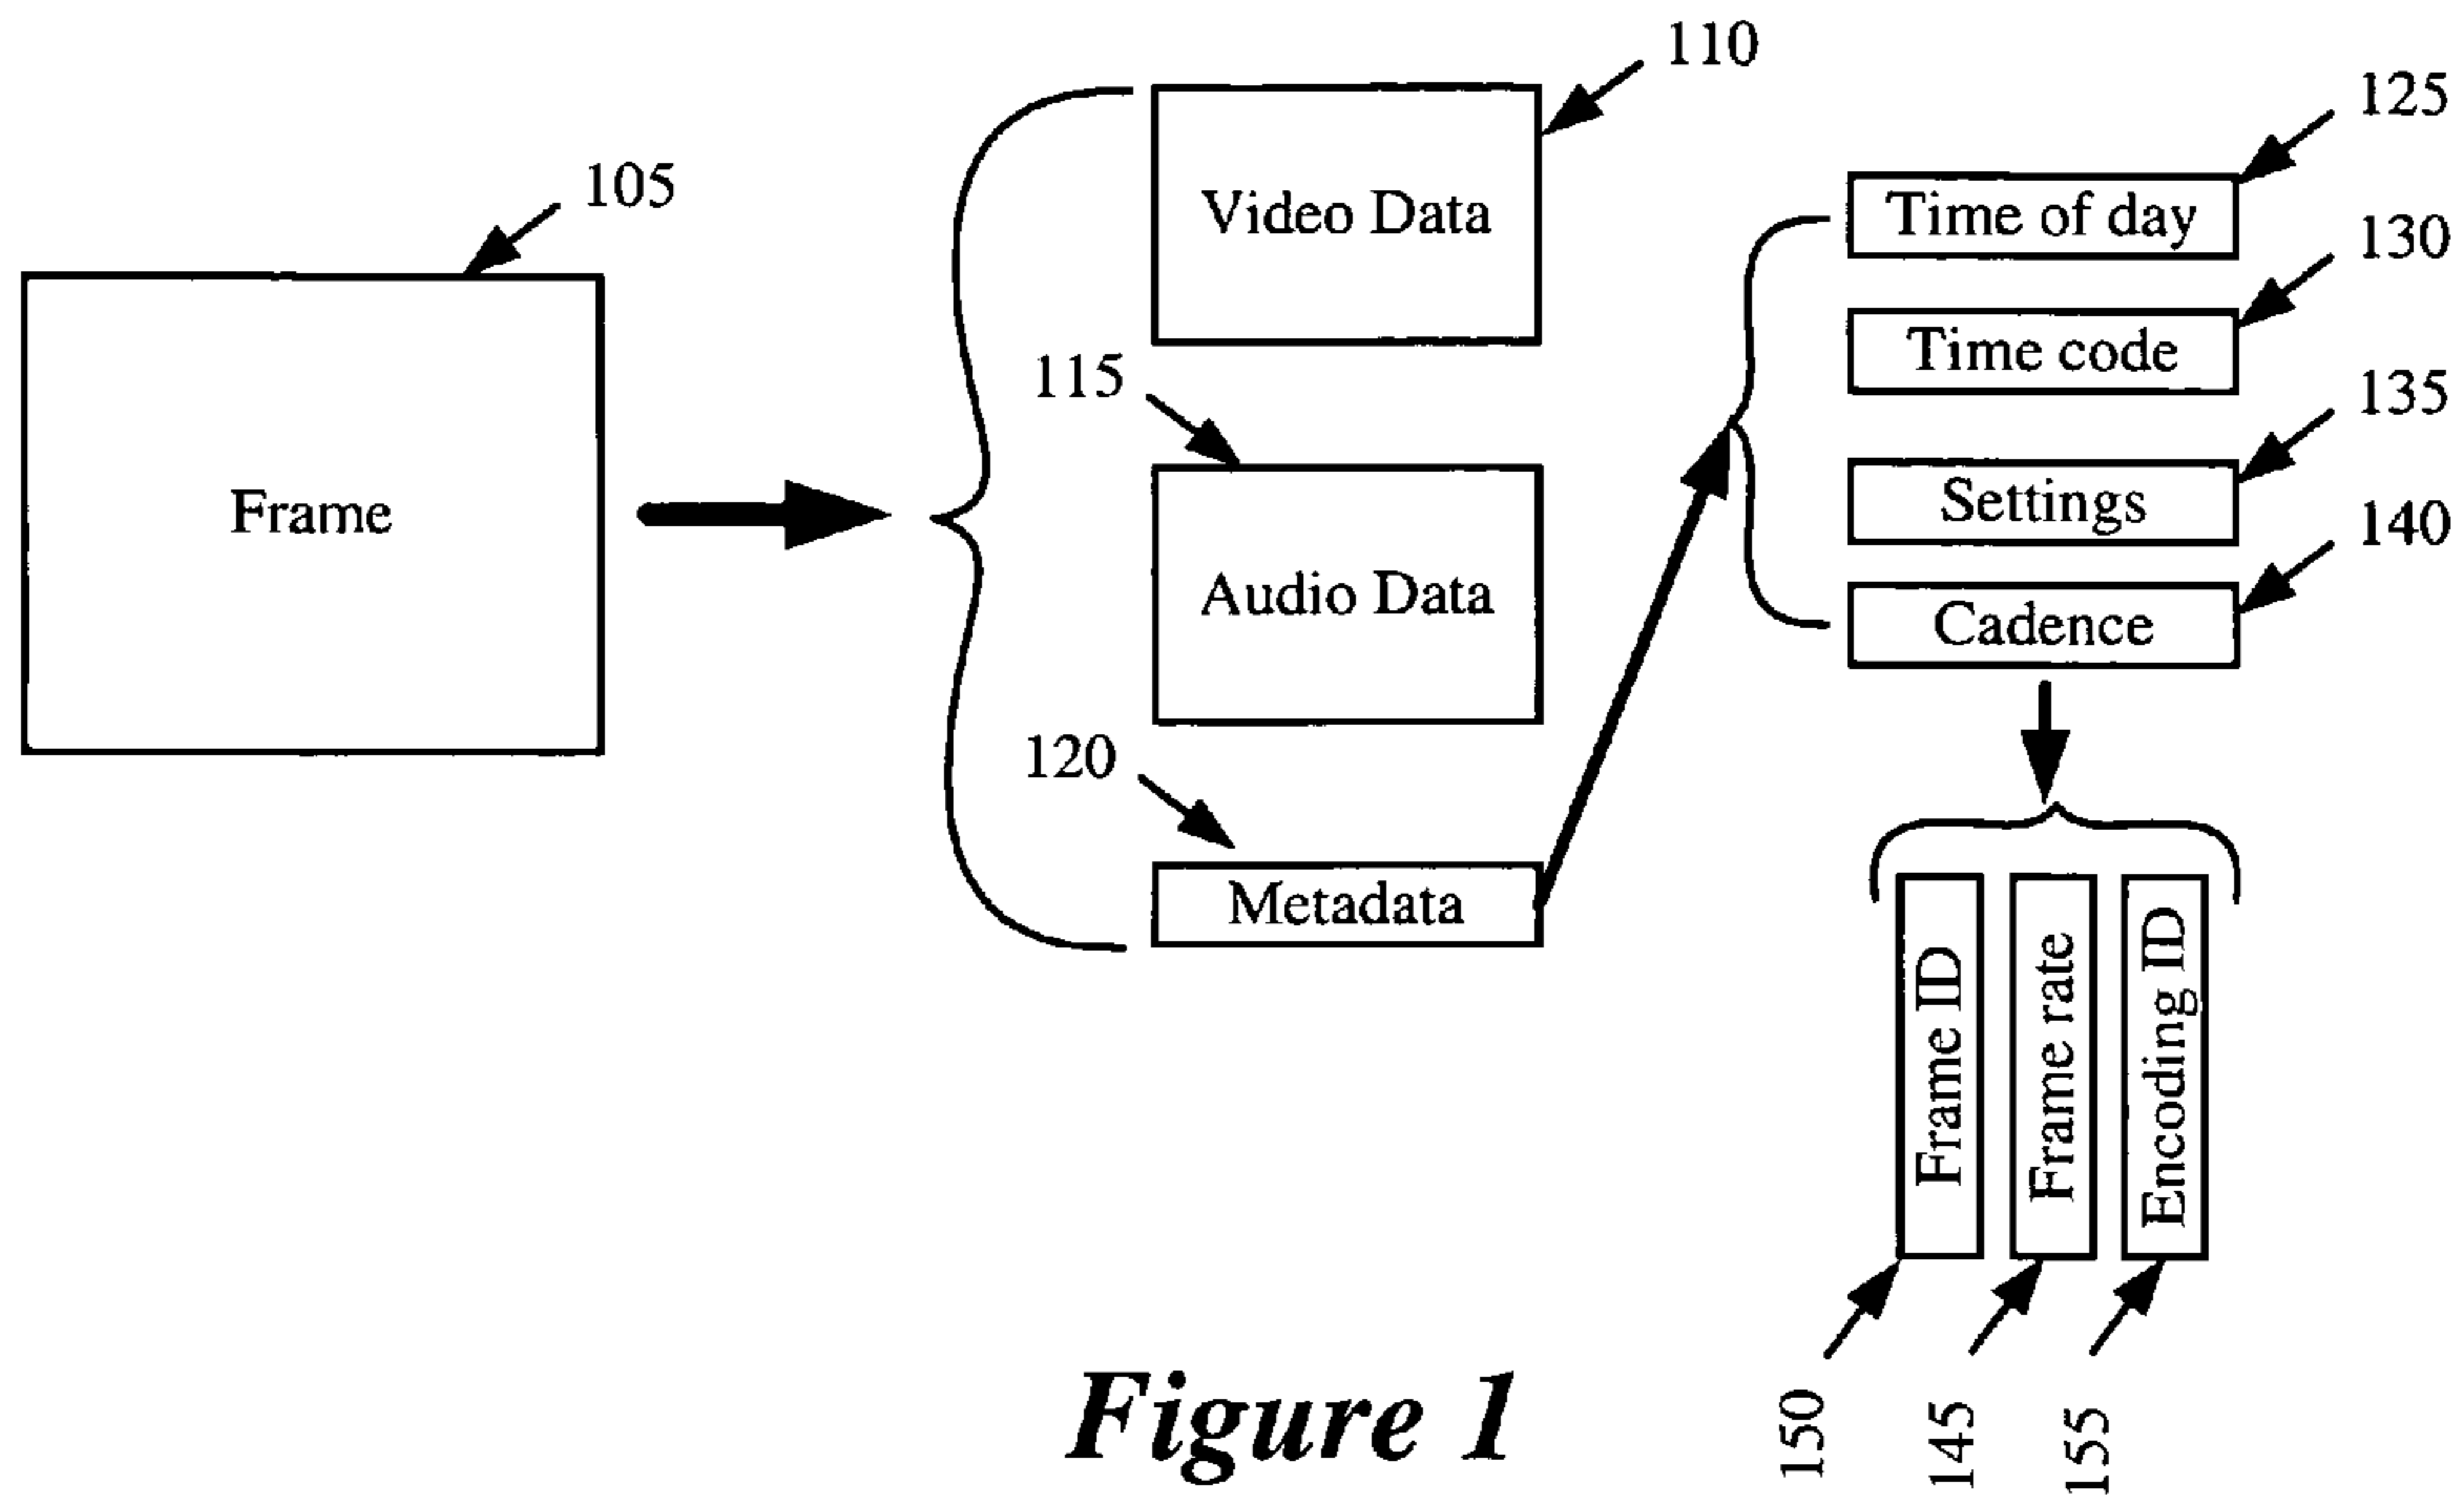 110
125
105
Time of day
Video Data
130
Time code
115
135
Settings
Frame
140
Audio Data
Cadence
120
Metadata
Frame ID
Frame rate
Encoding ID
150
145
155
Figure 1